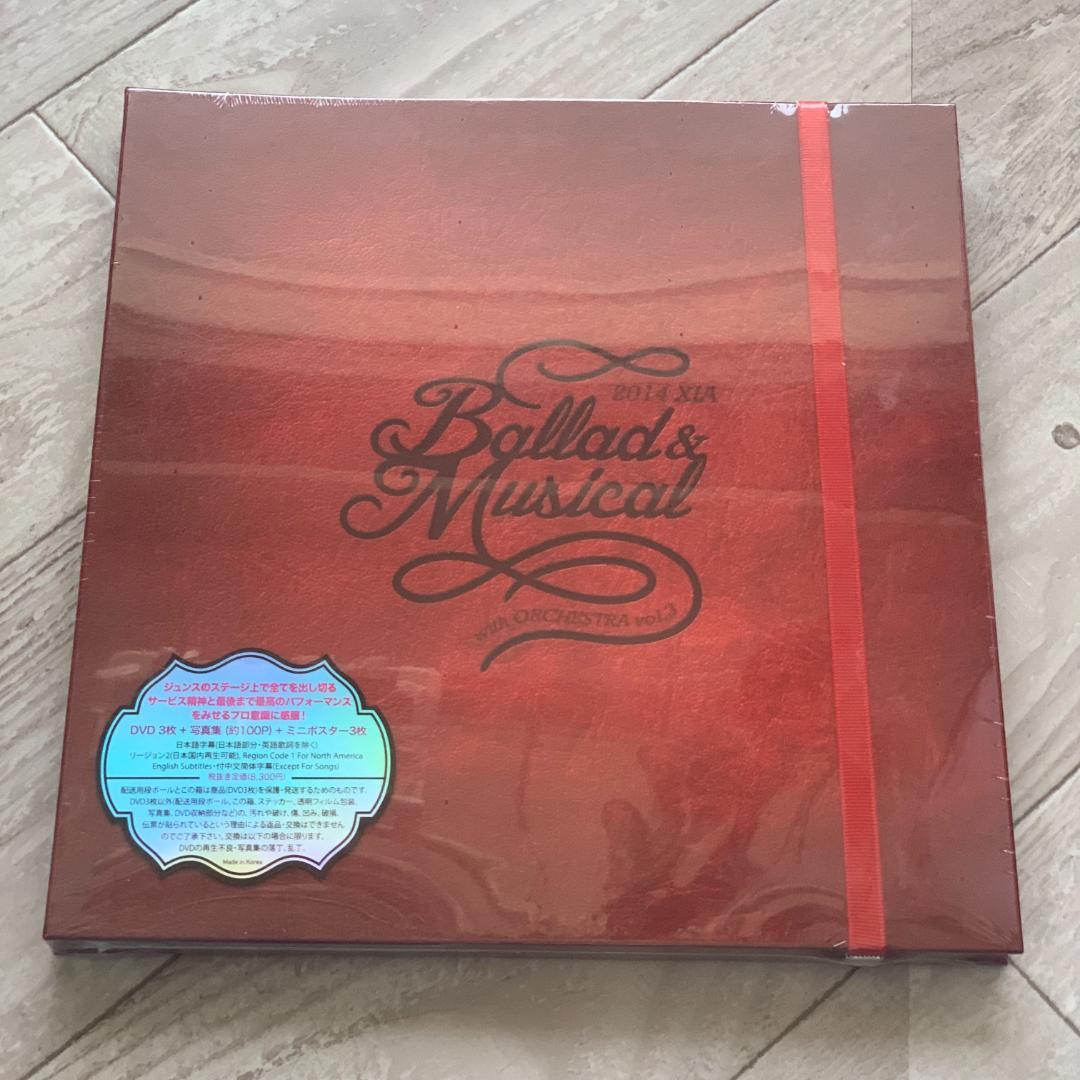 2014 XIA
Ballad &
Musical
with ORCHESTRA vol.3
ジュンスのステージ上で全てを出し切る
サービス精神と最後まで最高のパフォーマンス
をみせるプロ意識に感服!
DVD 3枚 + 写真集 (約100P) + ミニポスター3枚
日本語字幕(日本語部分・英語歌詞を除く)
リージョン2(日本国内再生可能), Region Code 1 For North America
English Subtitles・付中文简体字幕(Except For Songs)
税抜き定価(8,300円)
配送用段ボールとこの箱は商品(DVD3枚)を保護・発送するためのものです。
DVD3枚以外(配送用段ボール、この箱、ステッカー、透明フィルム包装、
写真集、DVD収納部分など)の、汚れや破け、傷、凹み、破損、
伝票が貼られているという理由による返品・交換はできません
のでご了承下さい。交換は以下の場合に限ります。
DVDの再生不良・写真集の落丁、乱丁。
Made in Korea